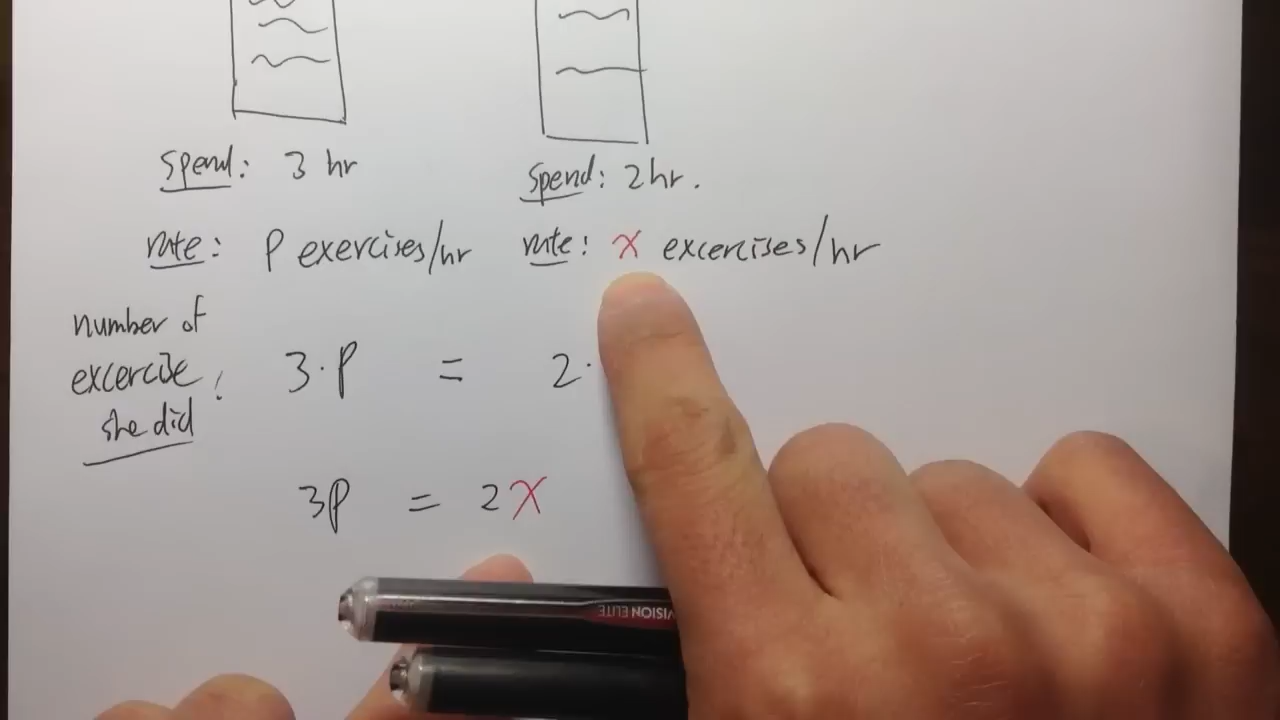 spend: 3 hr
spend: 2hr.
rate: P exercises/hr
rate: x excercises/hr
number of
excercise
she did
3·P = 2·
3P = 2x
VISION ELITE